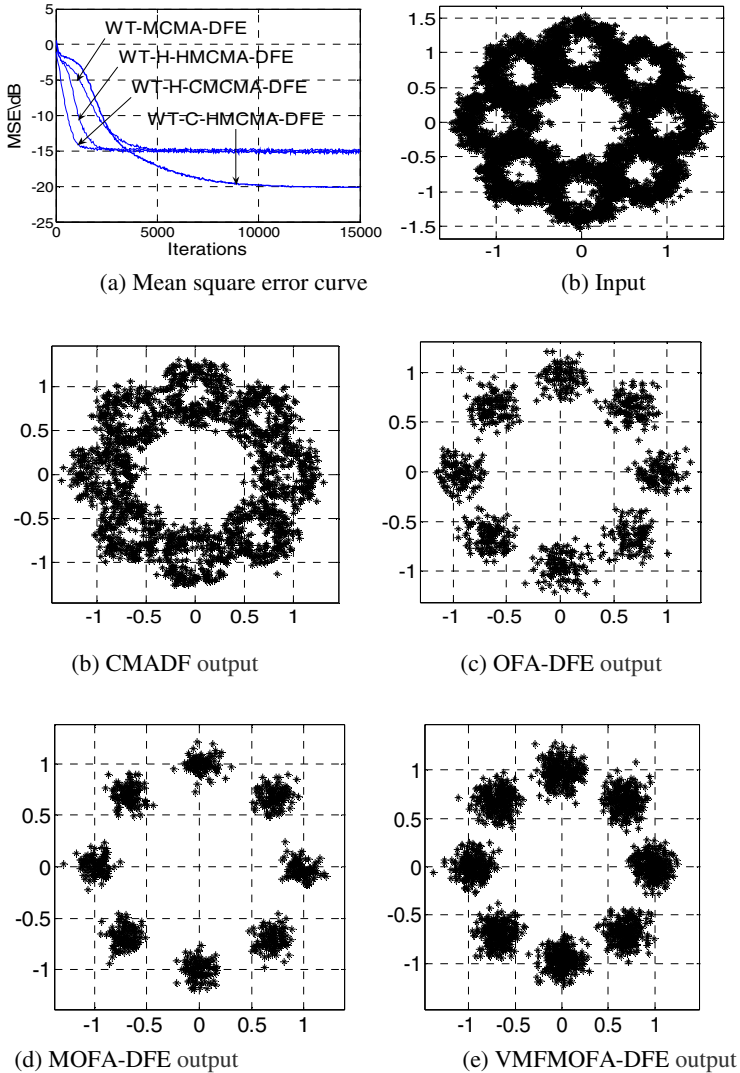 WT-MCMA-DFE
WT-H-HMCMA-DFE
WT-H-CMCMA-DFE
WT-C-HMCMA-DFE
MSE\dB
5
0
-5
-10
-15
-20
-25
0 5000 10000 15000
Iterations
(a) Mean square error curve
1.5
1
0.5
0
-0.5
-1
-1.5
-1 0 1
(b) Input
1
0.5
0
-0.5
-1
-1 -0.5 0 0.5 1
(b) CMADF output
1
0.5
0
-0.5
-1
-1 -0.5 0 0.5 1
(c) OFA-DFE output
1
0.5
0
-0.5
-1
-1 -0.5 0 0.5 1
(d) MOFA-DFE output
1
0.5
0
-0.5
-1
-1 -0.5 0 0.5 1
(e) VMFMOFA-DFE output